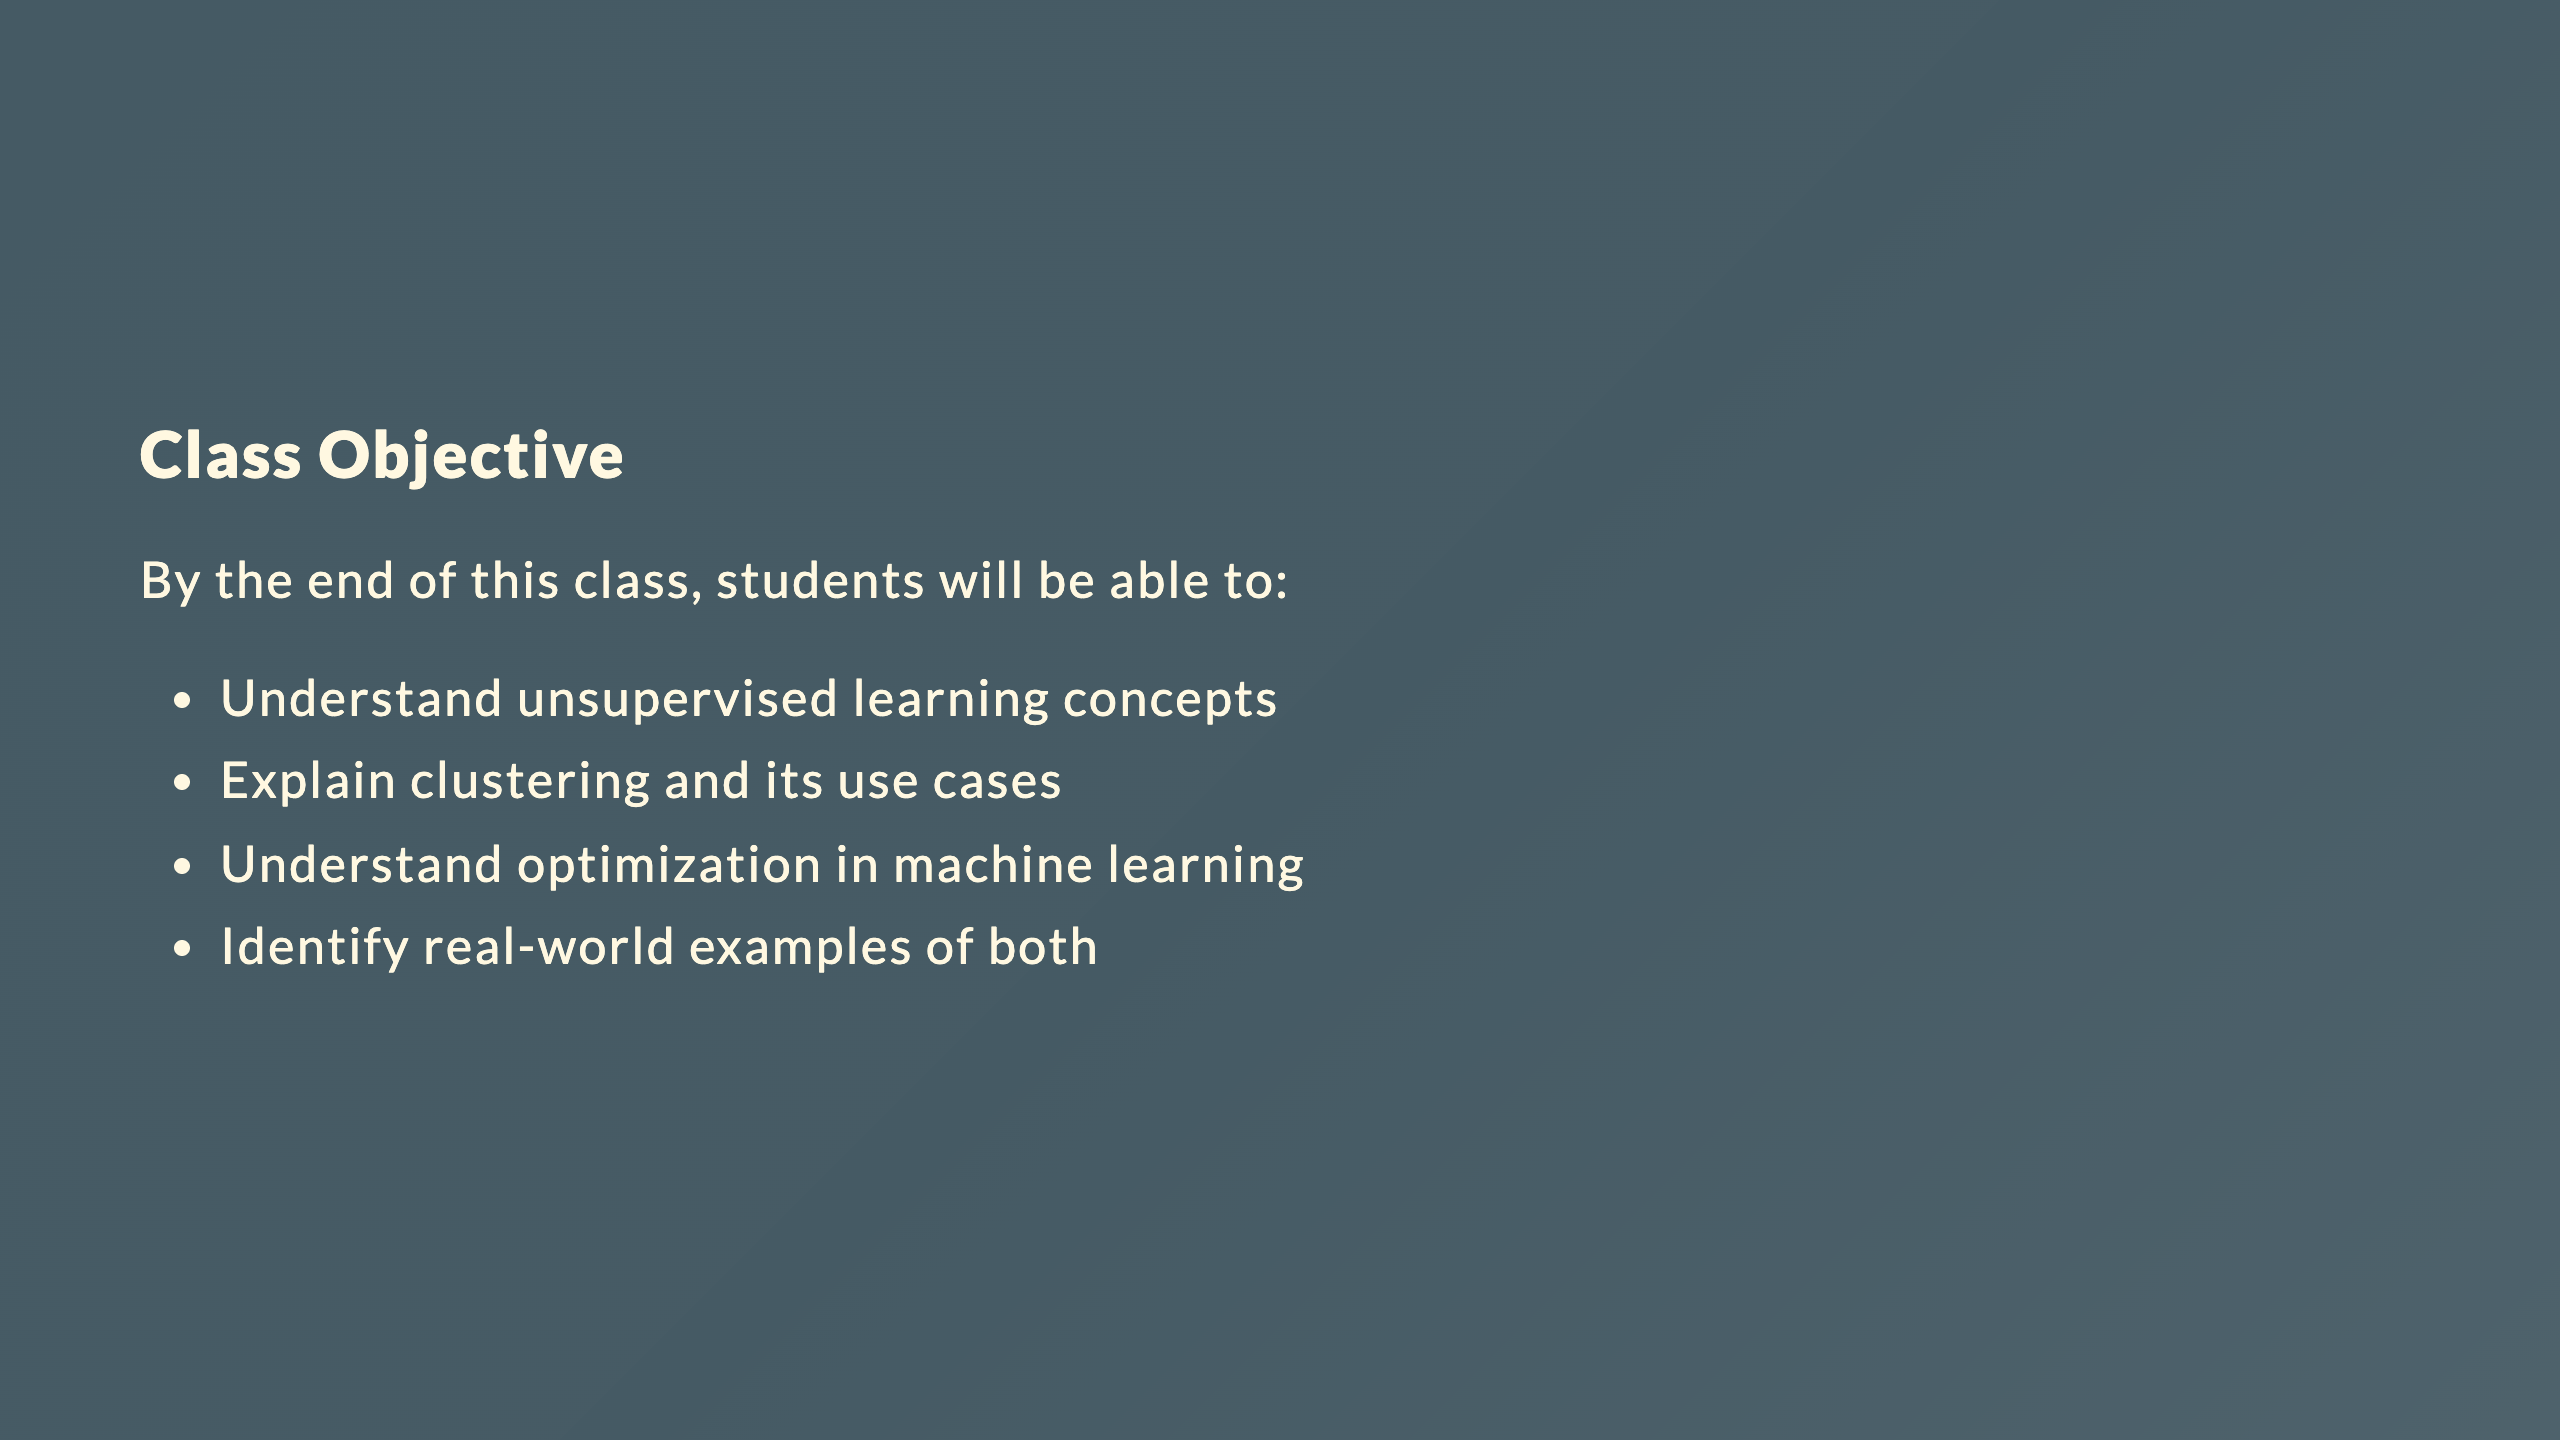 Class Objective
By the end of this class, students will be able to:
• Understand unsupervised learning concepts
• Explain clustering and its use cases
• Understand optimization in machine learning
• Identify real-world examples of both